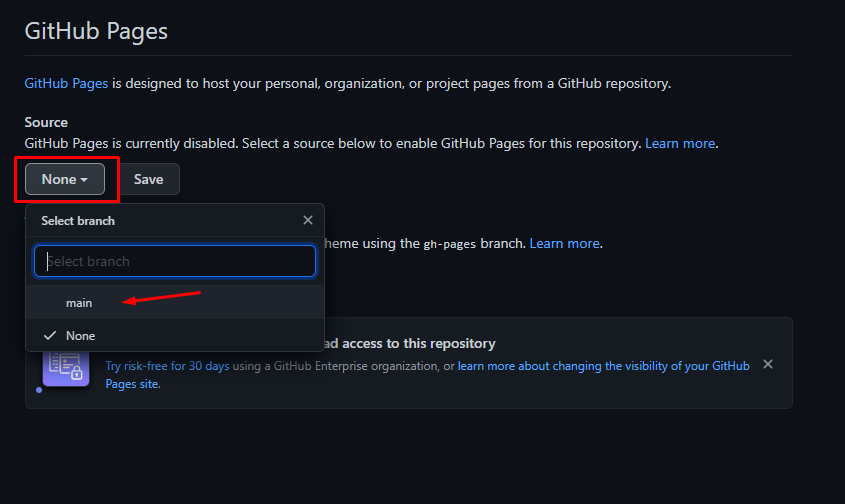 GitHub Pages
GitHub Pages is designed to host your personal, organization, or project pages from a GitHub repository.
Source
GitHub Pages is currently disabled. Select a source below to enable GitHub Pages for this repository. Learn more.
None Save
Select branch
heme using the gh-pages branch. Learn more.
Select branch
main
None
ad access to this repository
Try risk-free for 30 days using a GitHub Enterprise organization, or learn more about changing the visibility of your GitHub
Pages site.